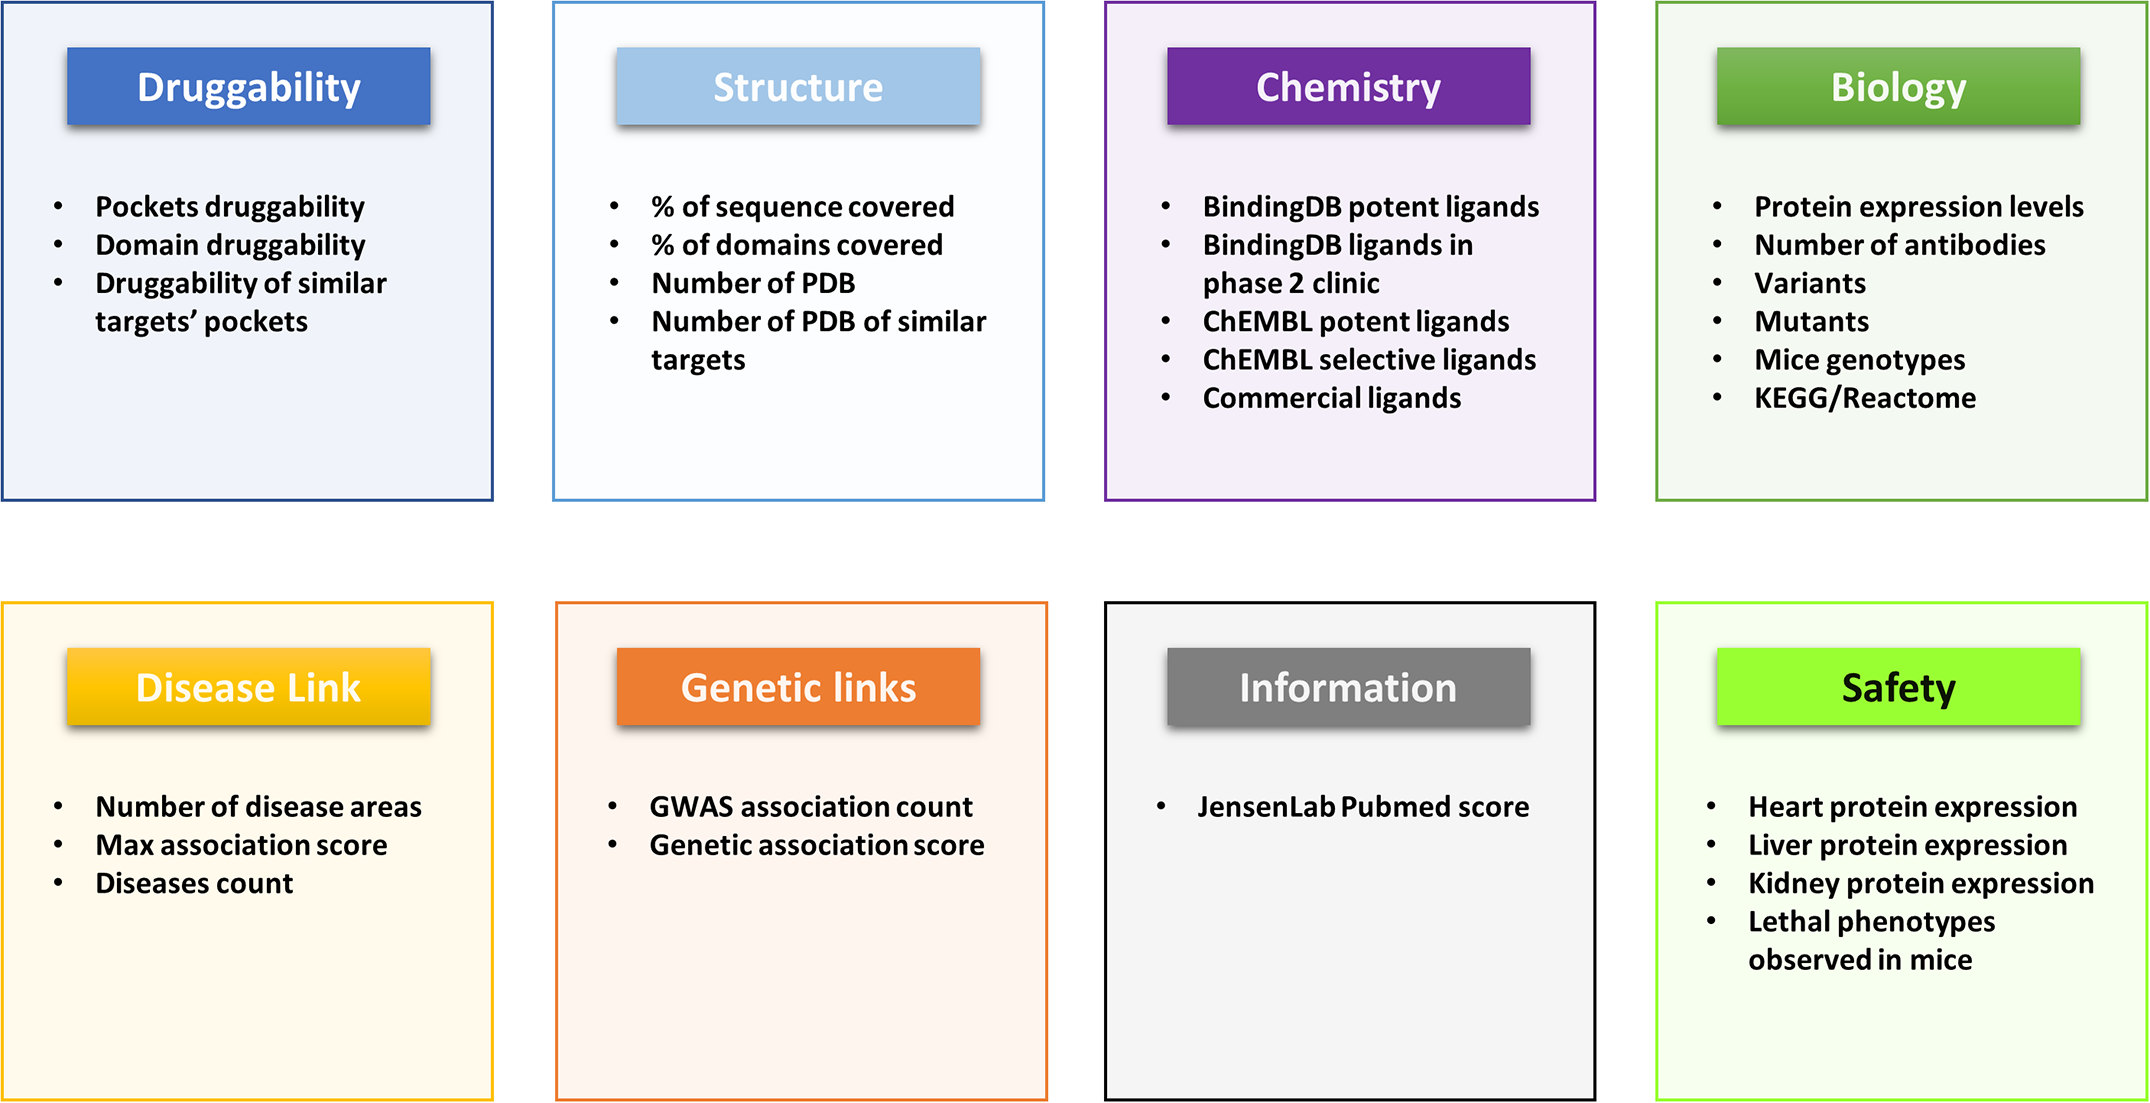 Druggability
• Pockets druggability
• Domain druggability
• Druggability of similar
targets’ pockets
Structure
• % of sequence covered
• % of domains covered
• Number of PDB
• Number of PDB of similar
targets
Chemistry
• BindingDB potent ligands
• BindingDB ligands in
phase 2 clinic
• ChEMBL potent ligands
• ChEMBL selective ligands
• Commercial ligands
Biology
• Protein expression levels
• Number of antibodies
• Variants
• Mutants
• Mice genotypes
• KEGG/Reactome
Disease Link
• Number of disease areas
• Max association score
• Diseases count
Genetic links
• GWAS association count
• Genetic association score
Information
• JensenLab Pubmed score
Safety
• Heart protein expression
• Liver protein expression
• Kidney protein expression
• Lethal phenotypes
observed in mice